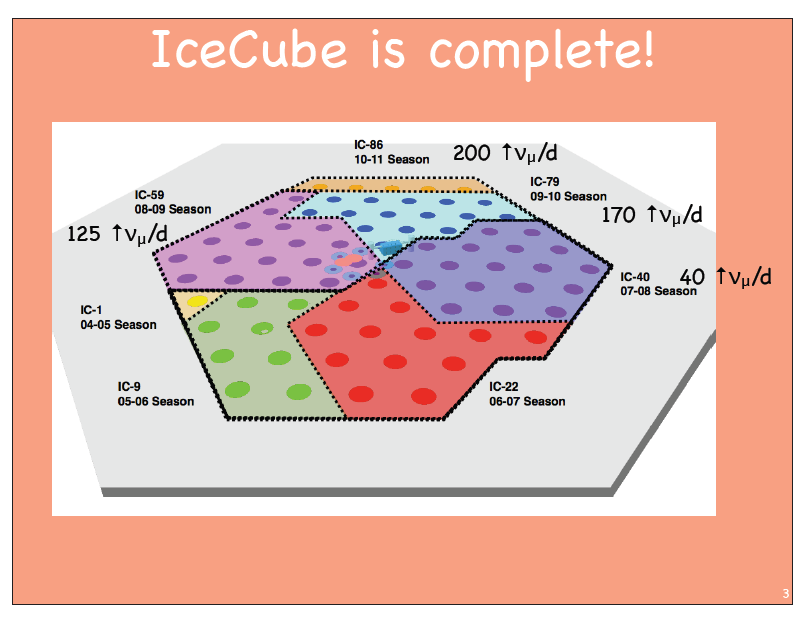 IceCube is complete!
IC-86
10-11 Season
200 ↑νμ/d
IC-79
09-10 Season
170 ↑νμ/d
IC-59
08-09 Season
125 ↑νμ/d
IC-40
07-08 Season
40 ↑νμ/d
IC-1
04-05 Season
IC-9
05-06 Season
IC-22
06-07 Season
3